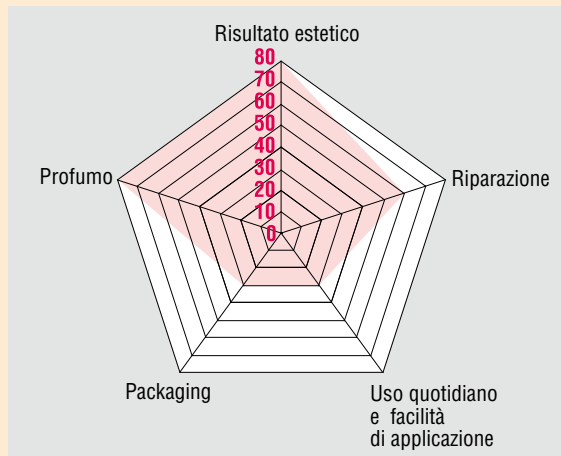 Risultato estetico
80
70
60
50
40
30
20
10
0
Profumo
Riparazione
Packaging
Uso quotidiano
e facilità
di applicazione